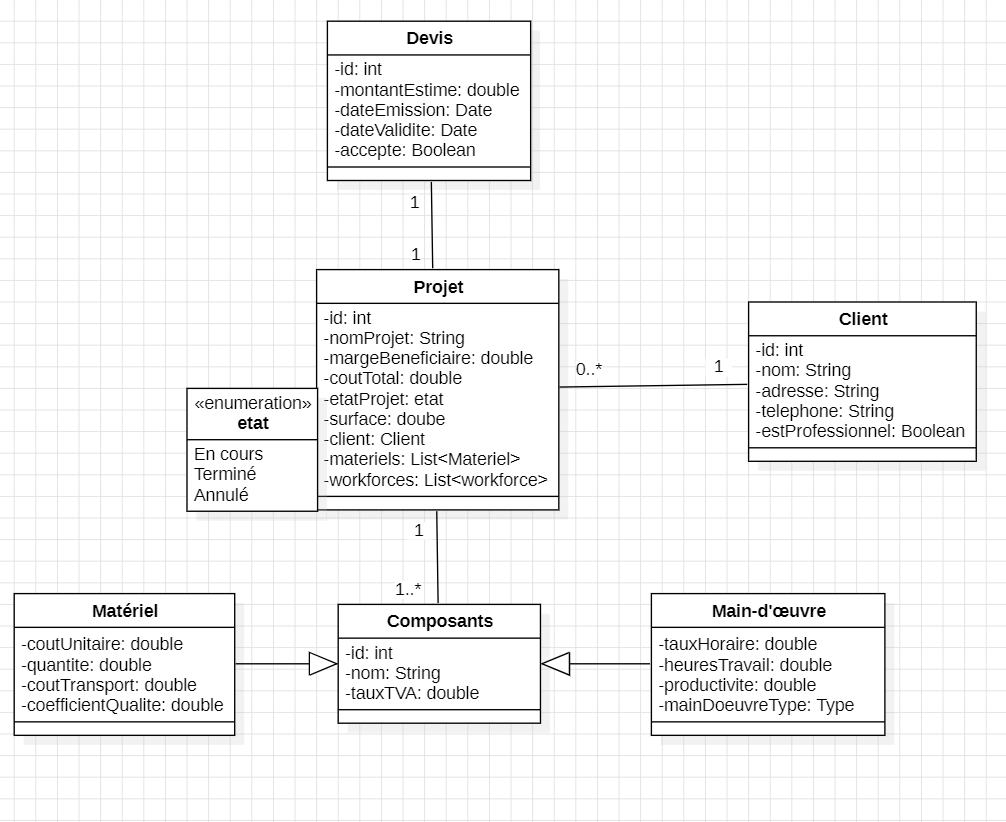 Devis
-id: int
-montantEstime: double
-dateEmission: Date
-dateValidite: Date
-accepte: Boolean
1
1
Projet
-id: int
-nomProjet: String
-margeBeneficiaire: double
-coutTotal: double
-etatProjet: etat
-surface: doube
-client: Client
-materiels: List<Materiel>
-workforces: List<workforce>
«enumeration»
etat
En cours
Terminé
Annulé
0..*
1
Client
-id: int
-nom: String
-adresse: String
-telephone: String
-estProfessionnel: Boolean
1
1..*
Matériel
-coutUnitaire: double
-quantite: double
-coutTransport: double
-coefficientQualite: double
Composants
-id: int
-nom: String
-tauxTVA: double
Main-d'œuvre
-tauxHoraire: double
-heuresTravail: double
-productivite: double
-mainDoeuvreType: Type